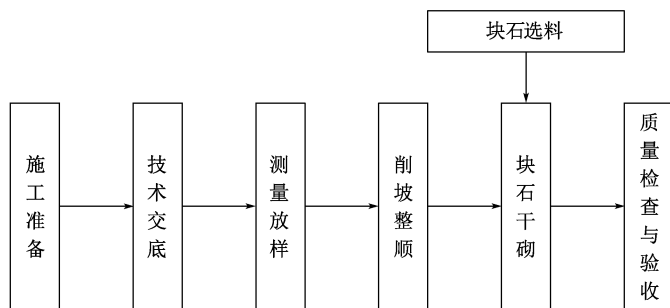 块石选料
施工准备
技术交底
测量放样
削坡整顺
块石干砌
质量检查与验收